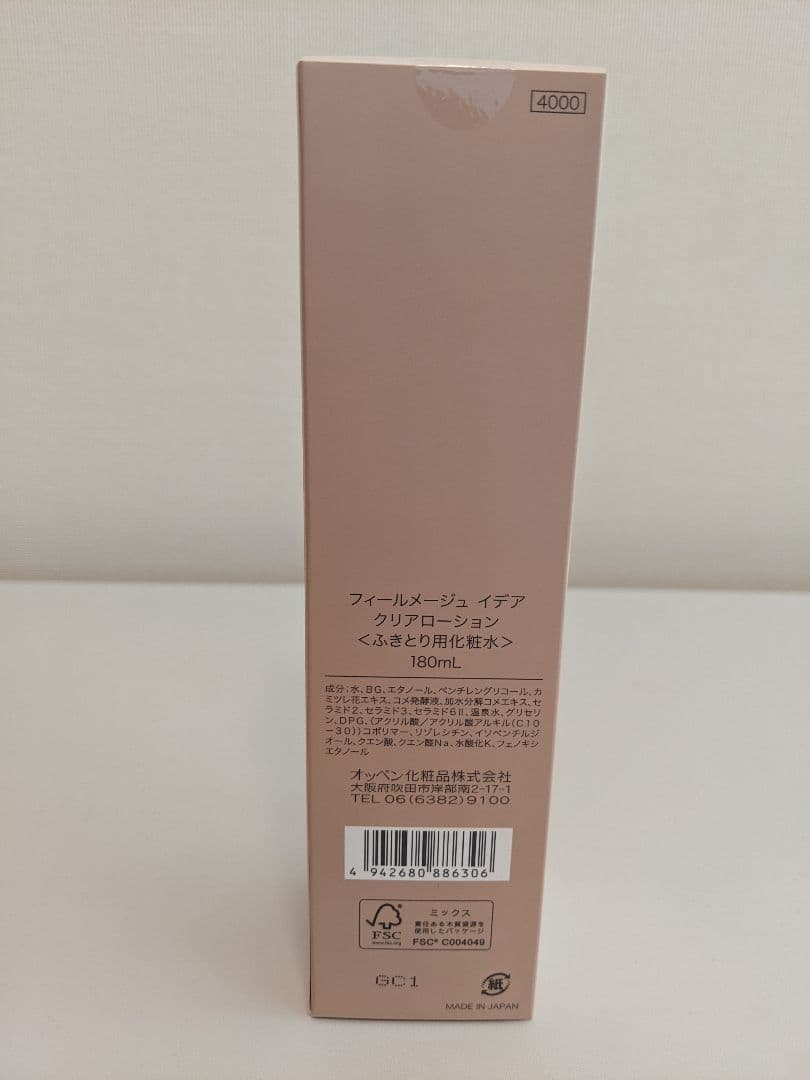 4000
フィールメージュ イデア
クリアローション
＜ふきとり用化粧水＞
180mL
成分：水、BG、エタノール、ペンチレングリコール、カ
ミツレ花エキス、コメ発酵液、加水分解コメエキス、セ
ラミド2、セラミド3、セラミド6Ⅱ、温泉水、グリセリ
ン、DPG、（アクリル酸／アクリル酸アルキル（C10
－30））コポリマー、リゾレシチン、イソペンチルジ
オール、クエン酸、クエン酸Na、水酸化K、フェノキシ
エタノール
オッペン化粧品株式会社
大阪府吹田市岸部南2-17-1
TEL 06(6382)9100
4 942680 886306
FSC
www.fsc.org
ミックス
責任ある木質資源を
使用したパッケージ
FSC® C004049
GC1
紙
MADE IN JAPAN